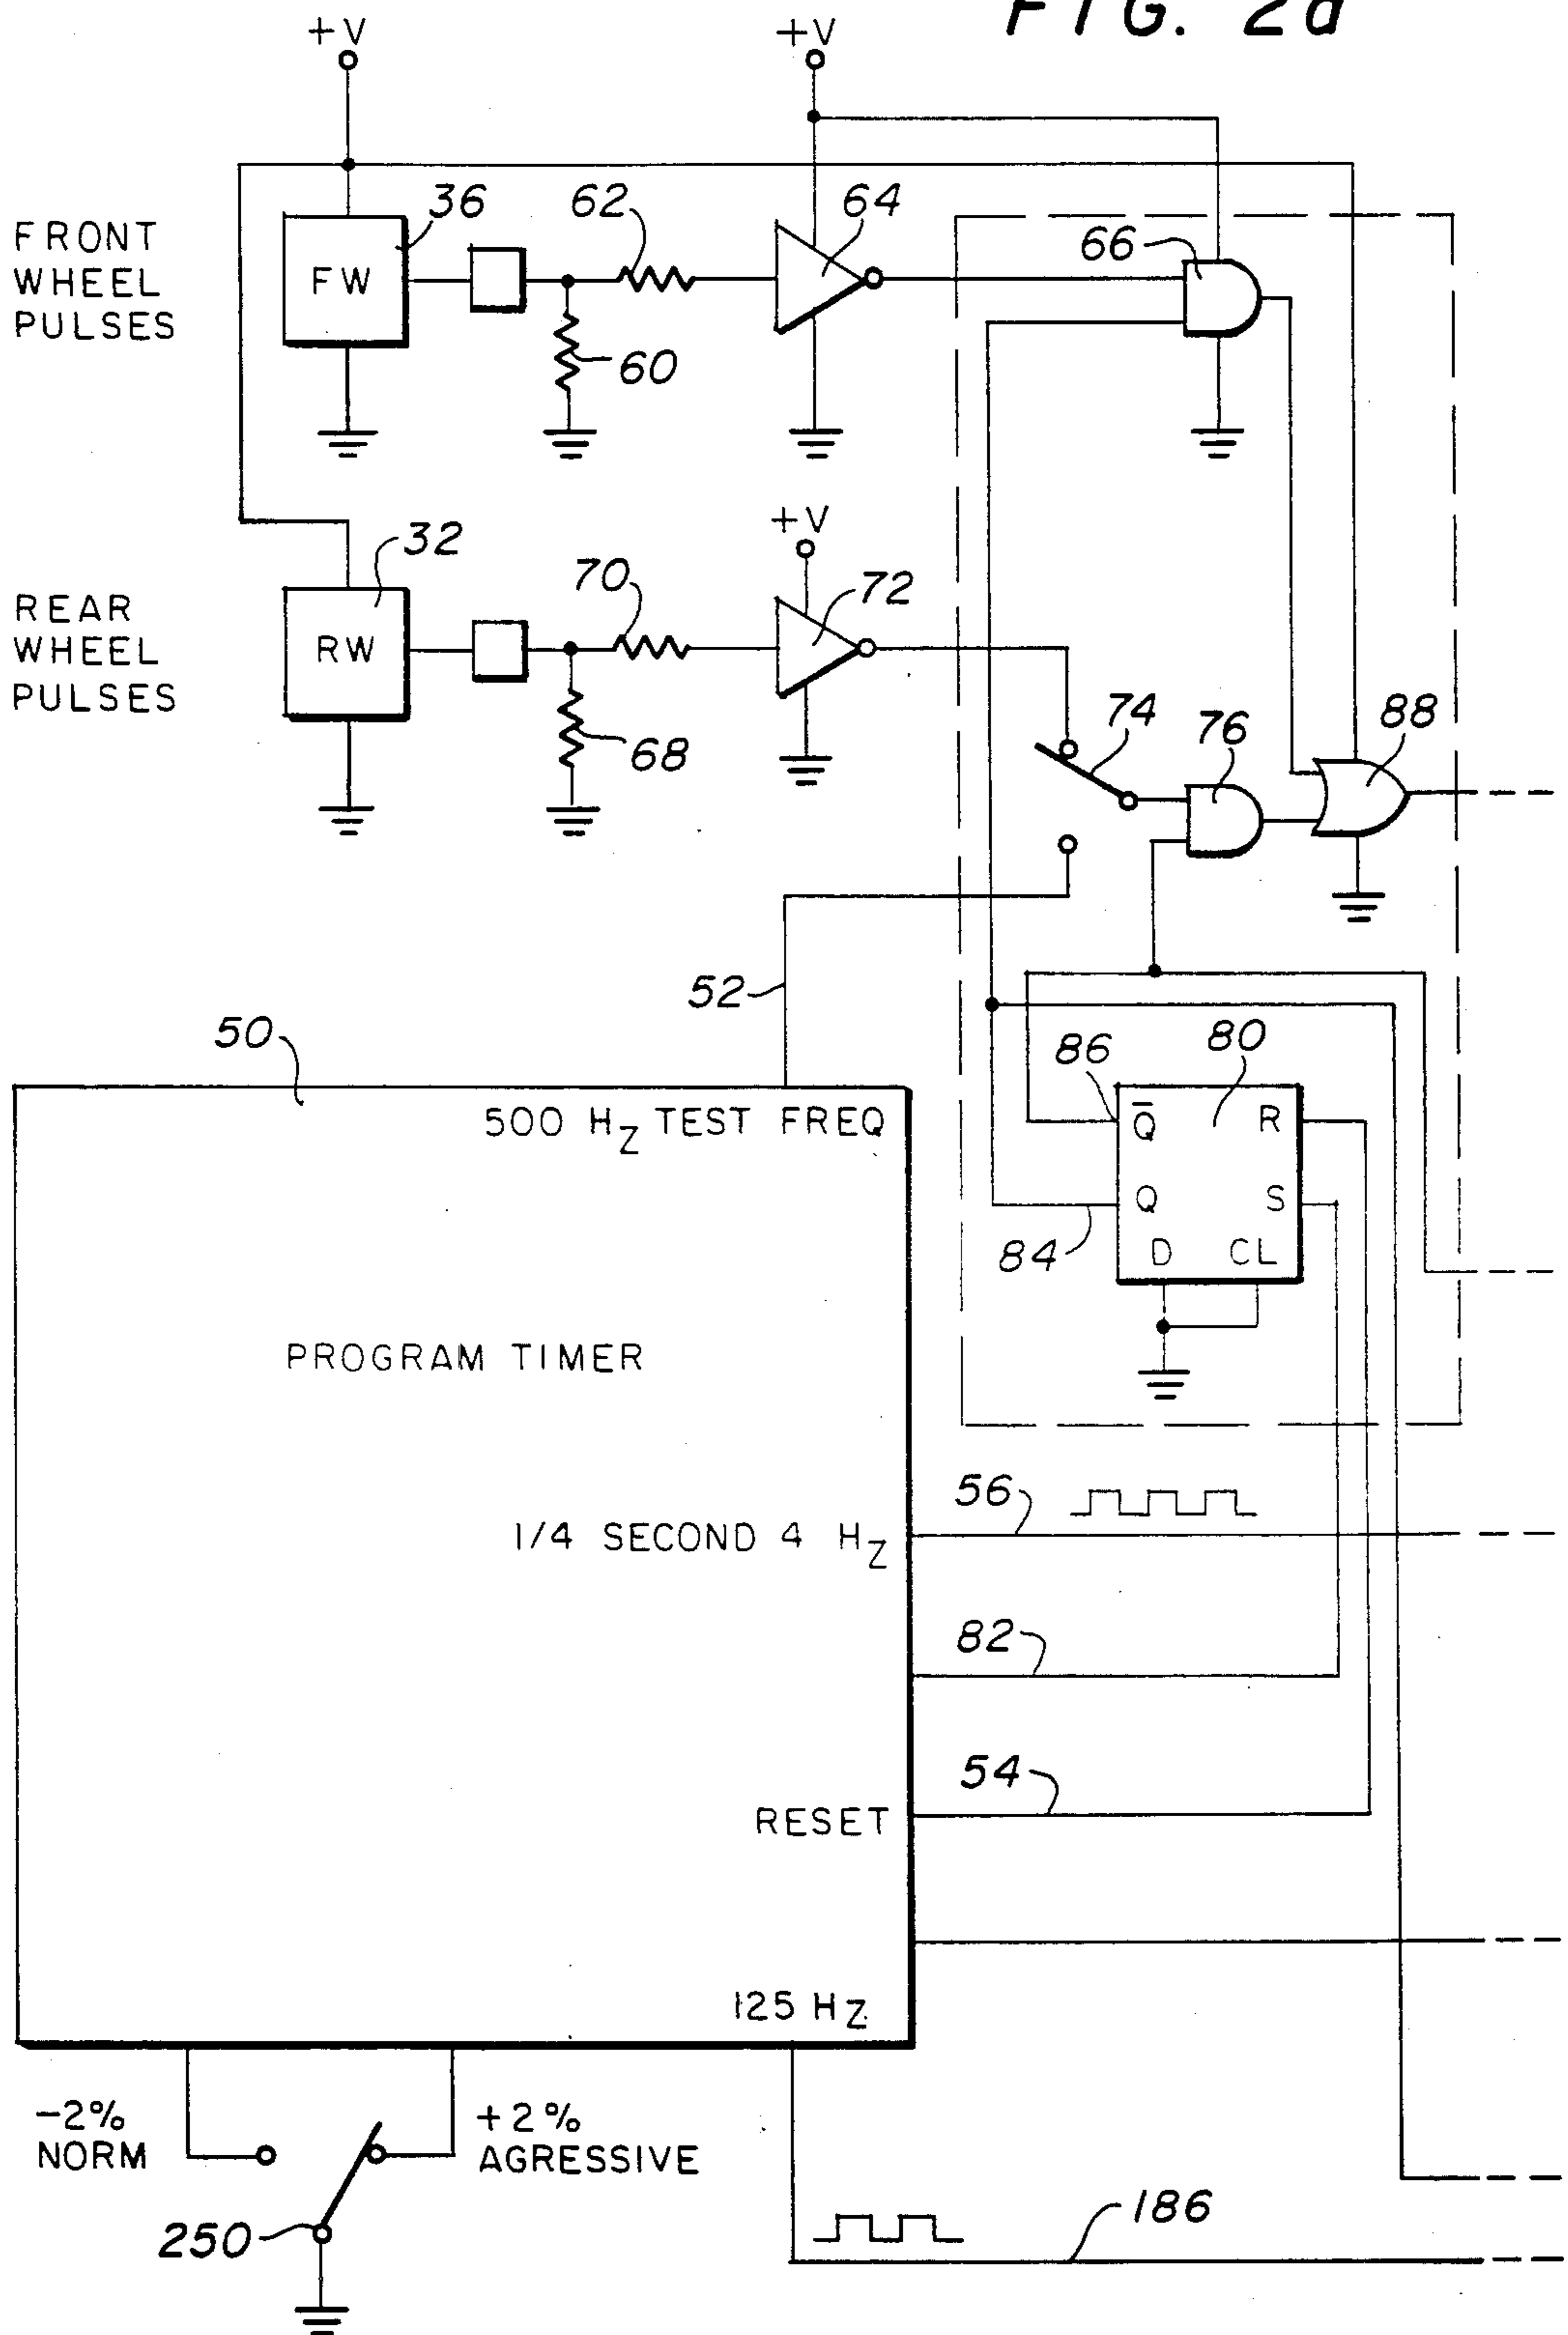 FIG. 2a
+V
+V
FRONT
WHEEL
PULSES
36
FW
62
64
66
60
+V
REAR
WHEEL
PULSES
32
RW
70
72
68
74
76
88
52
50
86
80
500 HZ TEST FREQ
Q̅
R
Q
S
84
D
CL
PROGRAM TIMER
56
1/4 SECOND 4 HZ
82
54
RESET
125 HZ
-2%
NORM
+2%
AGRESSIVE
250
186